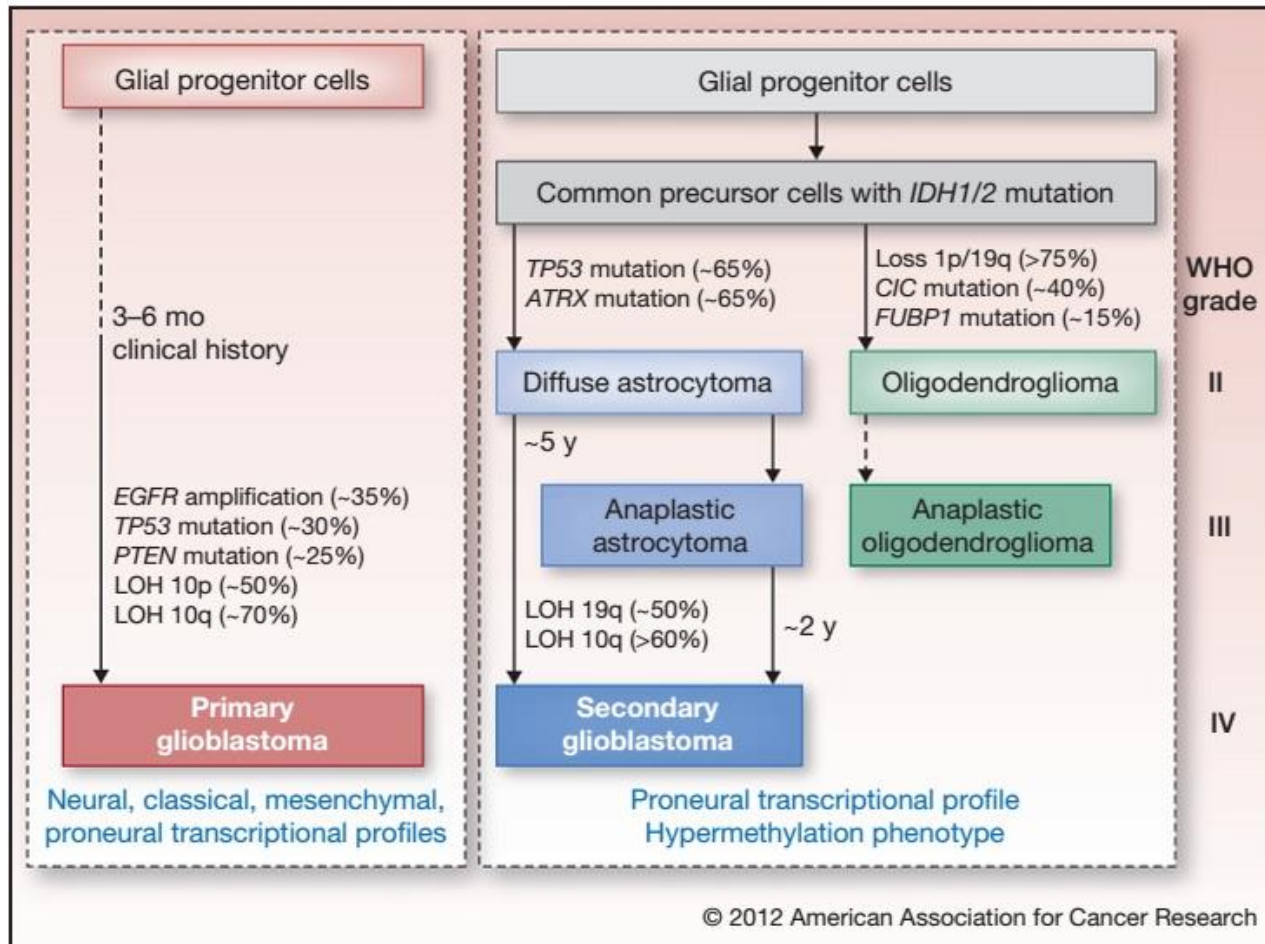 Glial progenitor cells
3–6 mo
clinical history
EGFR amplification (~35%)
TP53 mutation (~30%)
PTEN mutation (~25%)
LOH 10p (~50%)
LOH 10q (~70%)
Primary
glioblastoma
Neural, classical, mesenchymal,
proneural transcriptional profiles
Glial progenitor cells
Common precursor cells with IDH1/2 mutation
TP53 mutation (~65%)
ATRX mutation (~65%)
Loss 1p/19q (>75%)
CIC mutation (~40%)
FUBP1 mutation (~15%)
Diffuse astrocytoma
Oligodendroglioma
~5 y
Anaplastic
astrocytoma
Anaplastic
oligodendroglioma
LOH 19q (~50%)
LOH 10q (>60%)
~2 y
Secondary
glioblastoma
Proneural transcriptional profile
Hypermethylation phenotype
WHO
grade
II
III
IV
© 2012 American Association for Cancer Research